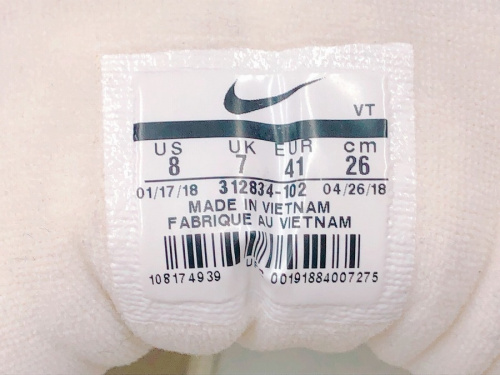 VT
US UK EUR cm
8 7 41 26
01/17/18 312834-102 04/26/18
MADE IN VIETNAM
FABRIQUE AU VIETNAM
108174939 00191884007275